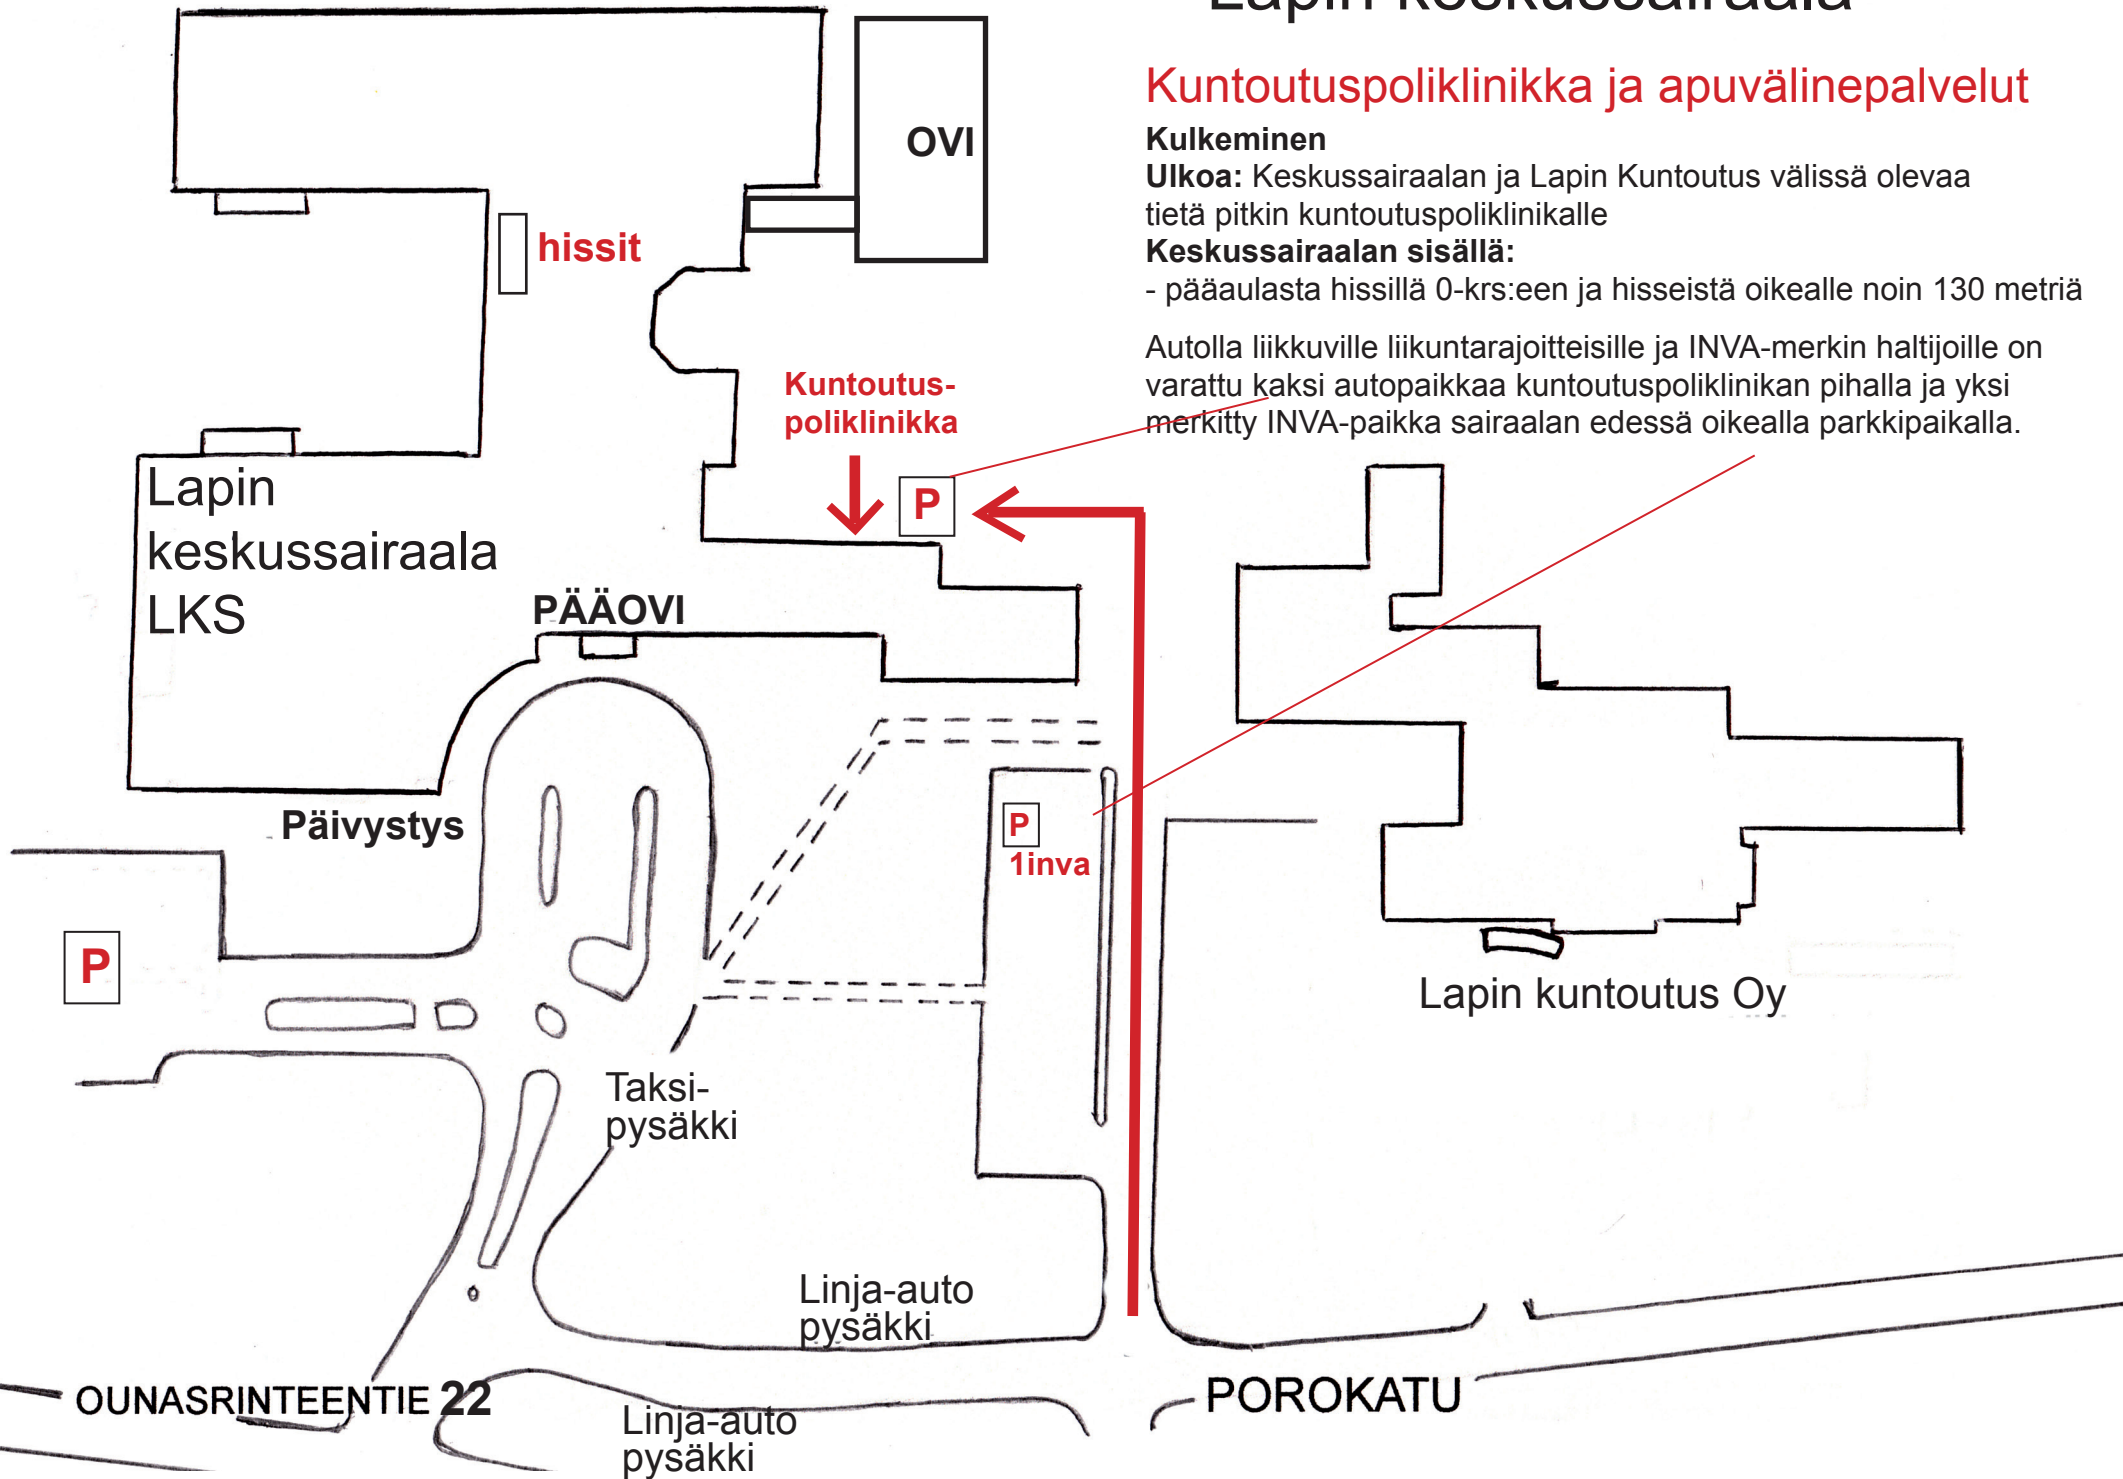 Lapin keskussairaala
Kuntoutuspoliklinikka ja apuvälinepalvelut
Kulkeminen
Ulkoa: Keskussairaalan ja Lapin Kuntoutus välissä olevaa
tietä pitkin kuntoutuspoliklinikalle
Keskussairaalan sisällä:
- pääaulasta hissillä 0-krs:een ja hisseistä oikealle noin 130 metriä
Autolla liikkuville liikuntarajoitteisille ja INVA-merkin haltijoille on
varattu kaksi autopaikkaa kuntoutuspoliklinikan pihalla ja yksi
merkitty INVA-paikka sairaalan edessä oikealla parkkipaikalla.
OVI
hissit
Kuntoutus-
poliklinikka
P
Lapin
keskussairaala
LKS
PÄÄOVI
Päivystys
P
1inva
P
Lapin kuntoutus Oy
Taksi-
pysäkki
Linja-auto
pysäkki
OUNASRINTEENTIE 22
POROKATU
Linja-auto
pysäkki